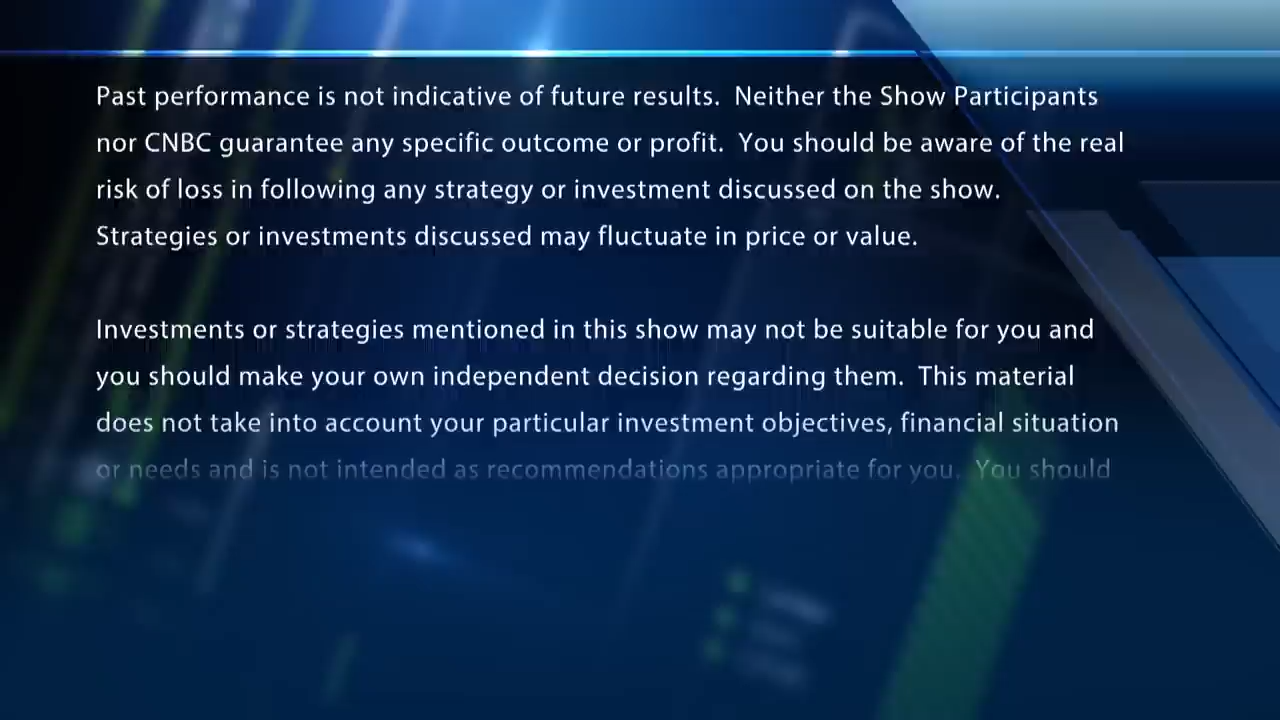 Past performance is not indicative of future results.  Neither the Show Participants
nor CNBC guarantee any specific outcome or profit.  You should be aware of the real
risk of loss in following any strategy or investment discussed on the show.
Strategies or investments discussed may fluctuate in price or value.
Investments or strategies mentioned in this show may not be suitable for you and
you should make your own independent decision regarding them.  This material
does not take into account your particular investment objectives, financial situation
or needs and is not intended as recommendations appropriate for you.  You should